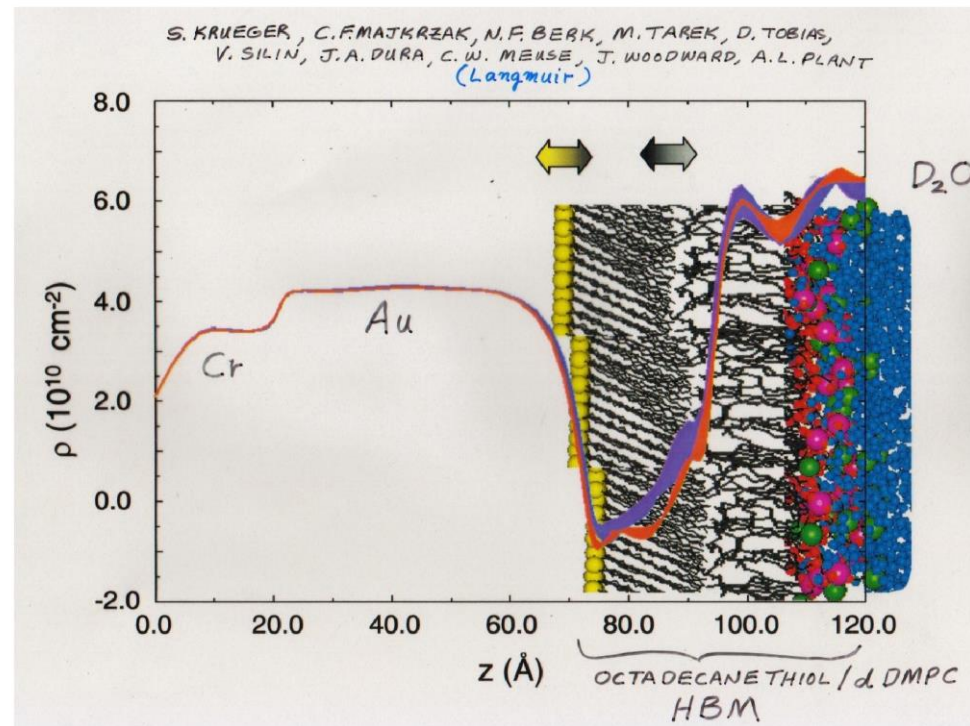 S. KRUEGER, C.F. MAJKRZAK, N.F. BERK, M. TAREK, D. TOBIAS,
V. SILIN, J.A. DURA, C.W. MEUSE, J. WOODWARD, A.L. PLANT
(Langmuir)
8.0
6.0
4.0
2.0
0.0
-2.0
ρ (10¹⁰ cm⁻²)
Cr
Au
D₂O
0.0 20.0 40.0 60.0 80.0 100.0 120.0
z (Å)
OCTADECANETHIOL/d DMPC
HBM